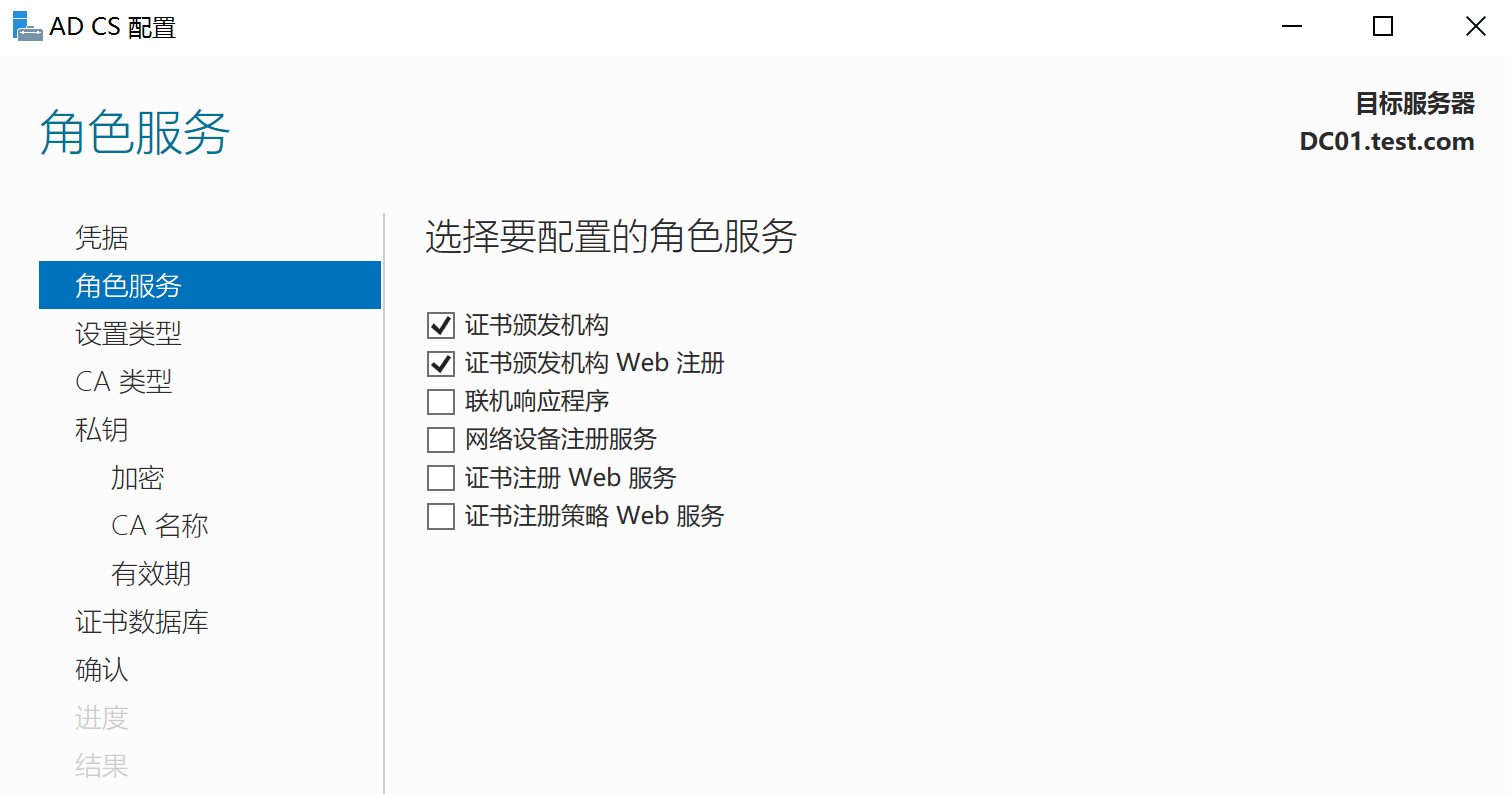 AD CS 配置
角色服务
目标服务器
DC01.test.com
凭据
角色服务
设置类型
CA 类型
私钥
加密
CA 名称
有效期
证书数据库
确认
进度
结果
选择要配置的角色服务
证书颁发机构
证书颁发机构 Web 注册
联机响应程序
网络设备注册服务
证书注册 Web 服务
证书注册策略 Web 服务